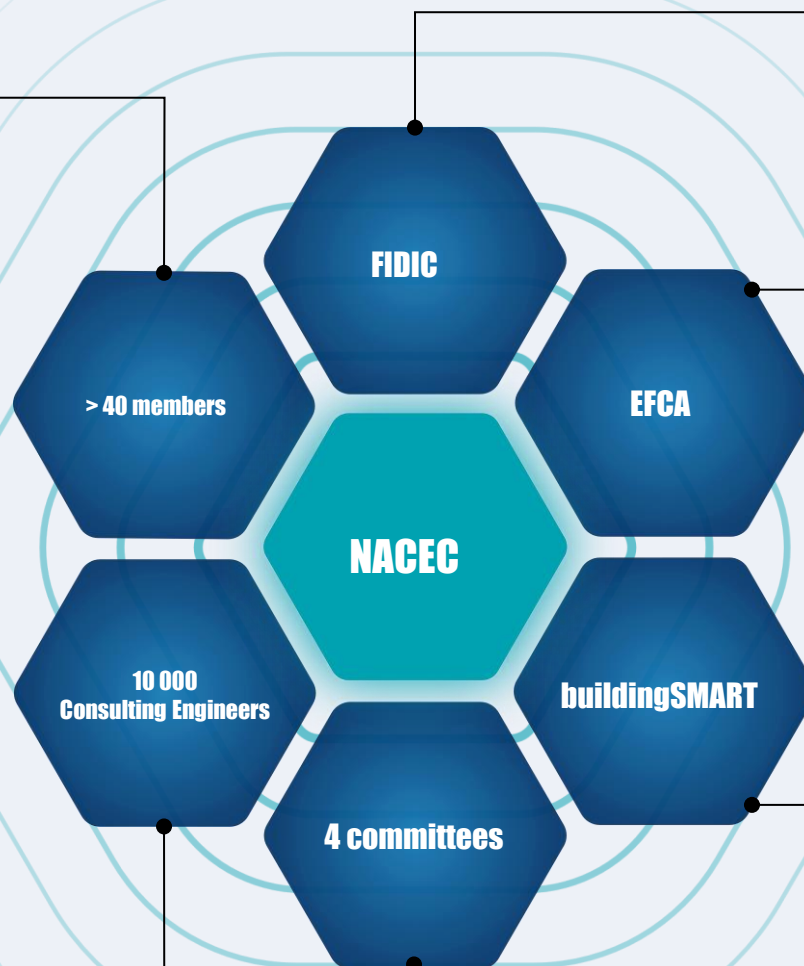 FIDIC
> 40 members
EFCA
NACEC
10 000
Consulting Engineers
buildingSMART
4 committees